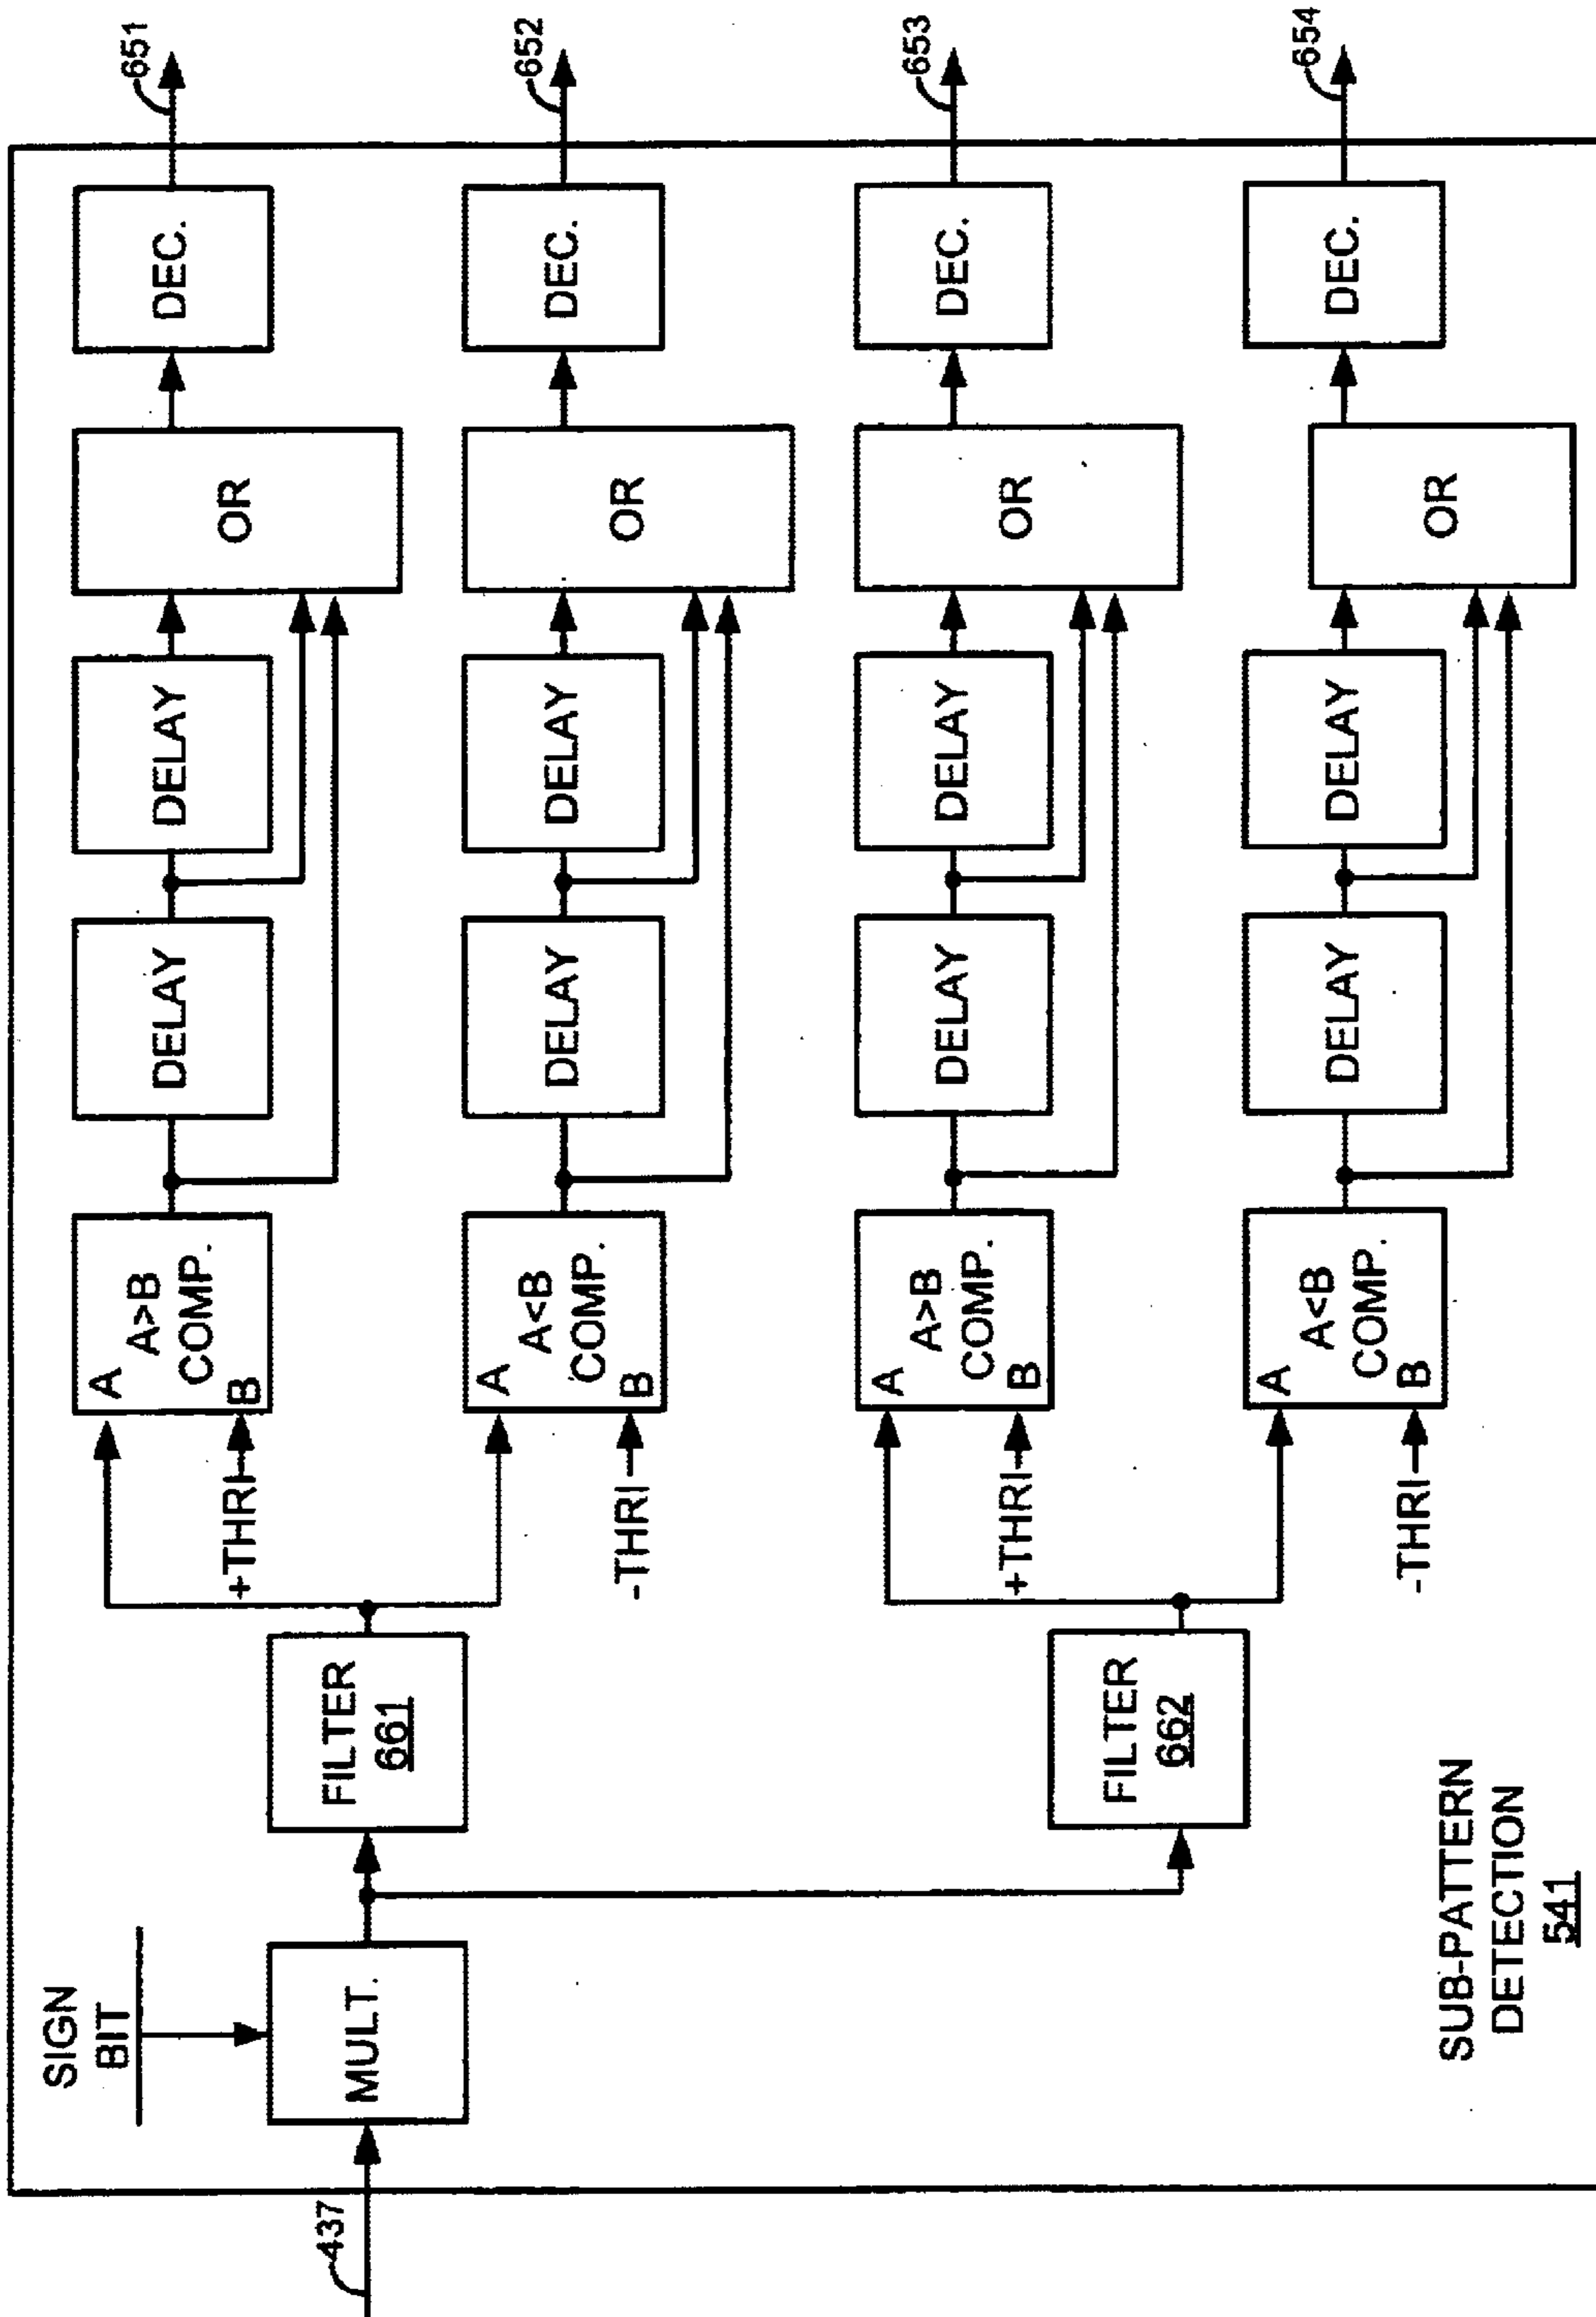 437
SIGN
BIT
MULT.
FILTER
661
FILTER
662
+THRI
-THRI
+THRI
-THRI
A
A>B
COMP.
B
A
A<B
COMP.
B
A
A>B
COMP.
B
A
A<B
COMP.
B
DELAY
DELAY
DELAY
DELAY
DELAY
DELAY
DELAY
DELAY
OR
OR
OR
OR
DEC.
DEC.
DEC.
DEC.
651
652
653
654
SUB-PATTERN
DETECTION
541